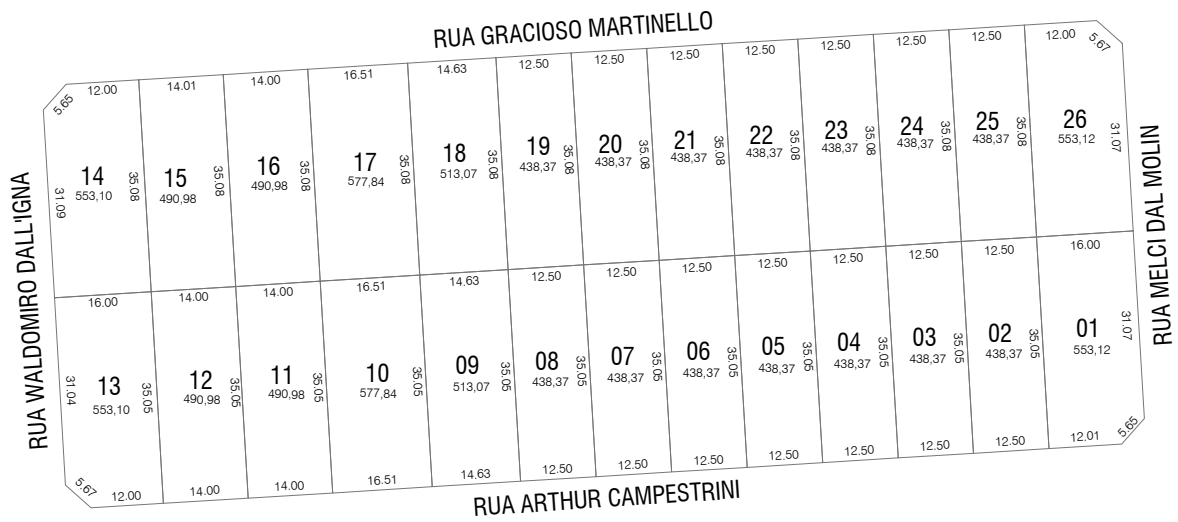 RUA GRACIOSO MARTINELLO
5.65 12.00 14.01 14.00 16.51 14.63 12.50 12.50 12.50 12.50 12.50 12.50 12.50 12.00 5.67
14 15 16 17 18 19 20 21 22 23 24 25 26
553,10 490,98 490,98 577,84 513,07 438,37 438,37 438,37 438,37 438,37 438,37 438,37 553,12
31.09 35.08 35.08 35.08 35.08 35.08 35.08 35.08 35.08 35.08 35.08 35.08 35.08 31.07
RUA WALDOMIRO DALL'IGNA
RUA MELCI DAL MOLIN
16.00 14.00 14.00 16.51 14.63 12.50 12.50 12.50 12.50 12.50 12.50 12.50 16.00
13 12 11 10 09 08 07 06 05 04 03 02 01
553,10 490,98 490,98 577,84 513,07 438,37 438,37 438,37 438,37 438,37 438,37 438,37 553,12
31.04 35.05 35.05 35.05 35.05 35.05 35.05 35.05 35.05 35.05 35.05 35.05 35.05 31.07
5.67 12.00 14.00 14.00 16.51 14.63 12.50 12.50 12.50 12.50 12.50 12.50 12.50 12.01 5.65
RUA ARTHUR CAMPESTRINI